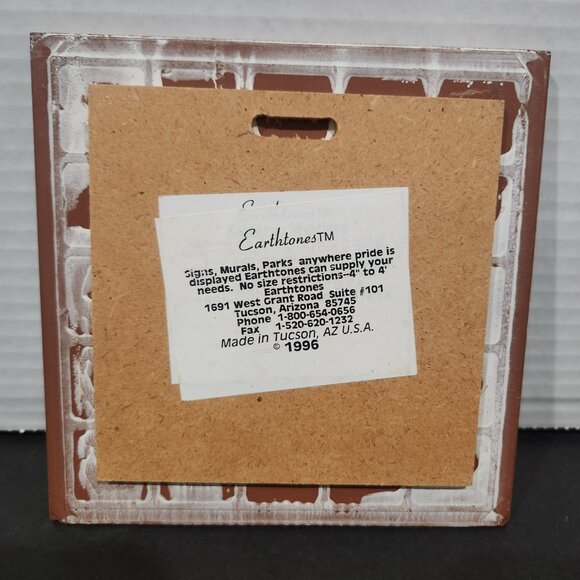 Earthtones™
Signs, Murals, Parks anywhere pride is
displayed Earthtones can supply your
needs. No size restrictions--4" to 4'
Earthtones
1691 West Grant Road Suite #101
Tucson, Arizona 85745
Phone 1-800-654-0656
Fax 1-520-620-1232
Made in Tucson, AZ U.S.A.
© 1996